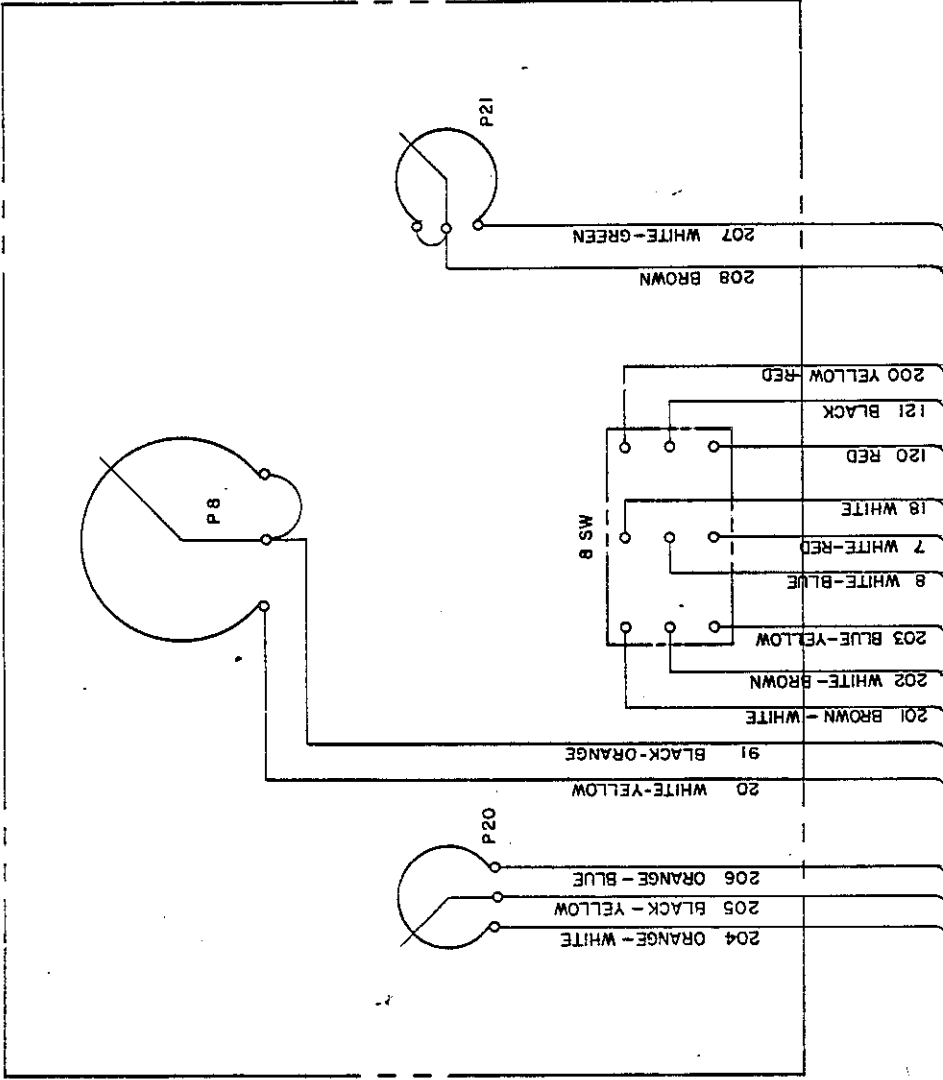 P21
207 WHITE-GREEN
208 BROWN
200 YELLOW-RED
121 BLACK
120 RED
P8
18 WHITE
8 SW
7 WHITE-RED
8 WHITE-BLUE
203 BLUE-YELLOW
202 WHITE-BROWN
201 BROWN-WHITE
91 BLACK-ORANGE
20 WHITE-YELLOW
P20
206 ORANGE-BLUE
205 BLACK-YELLOW
204 ORANGE-WHITE